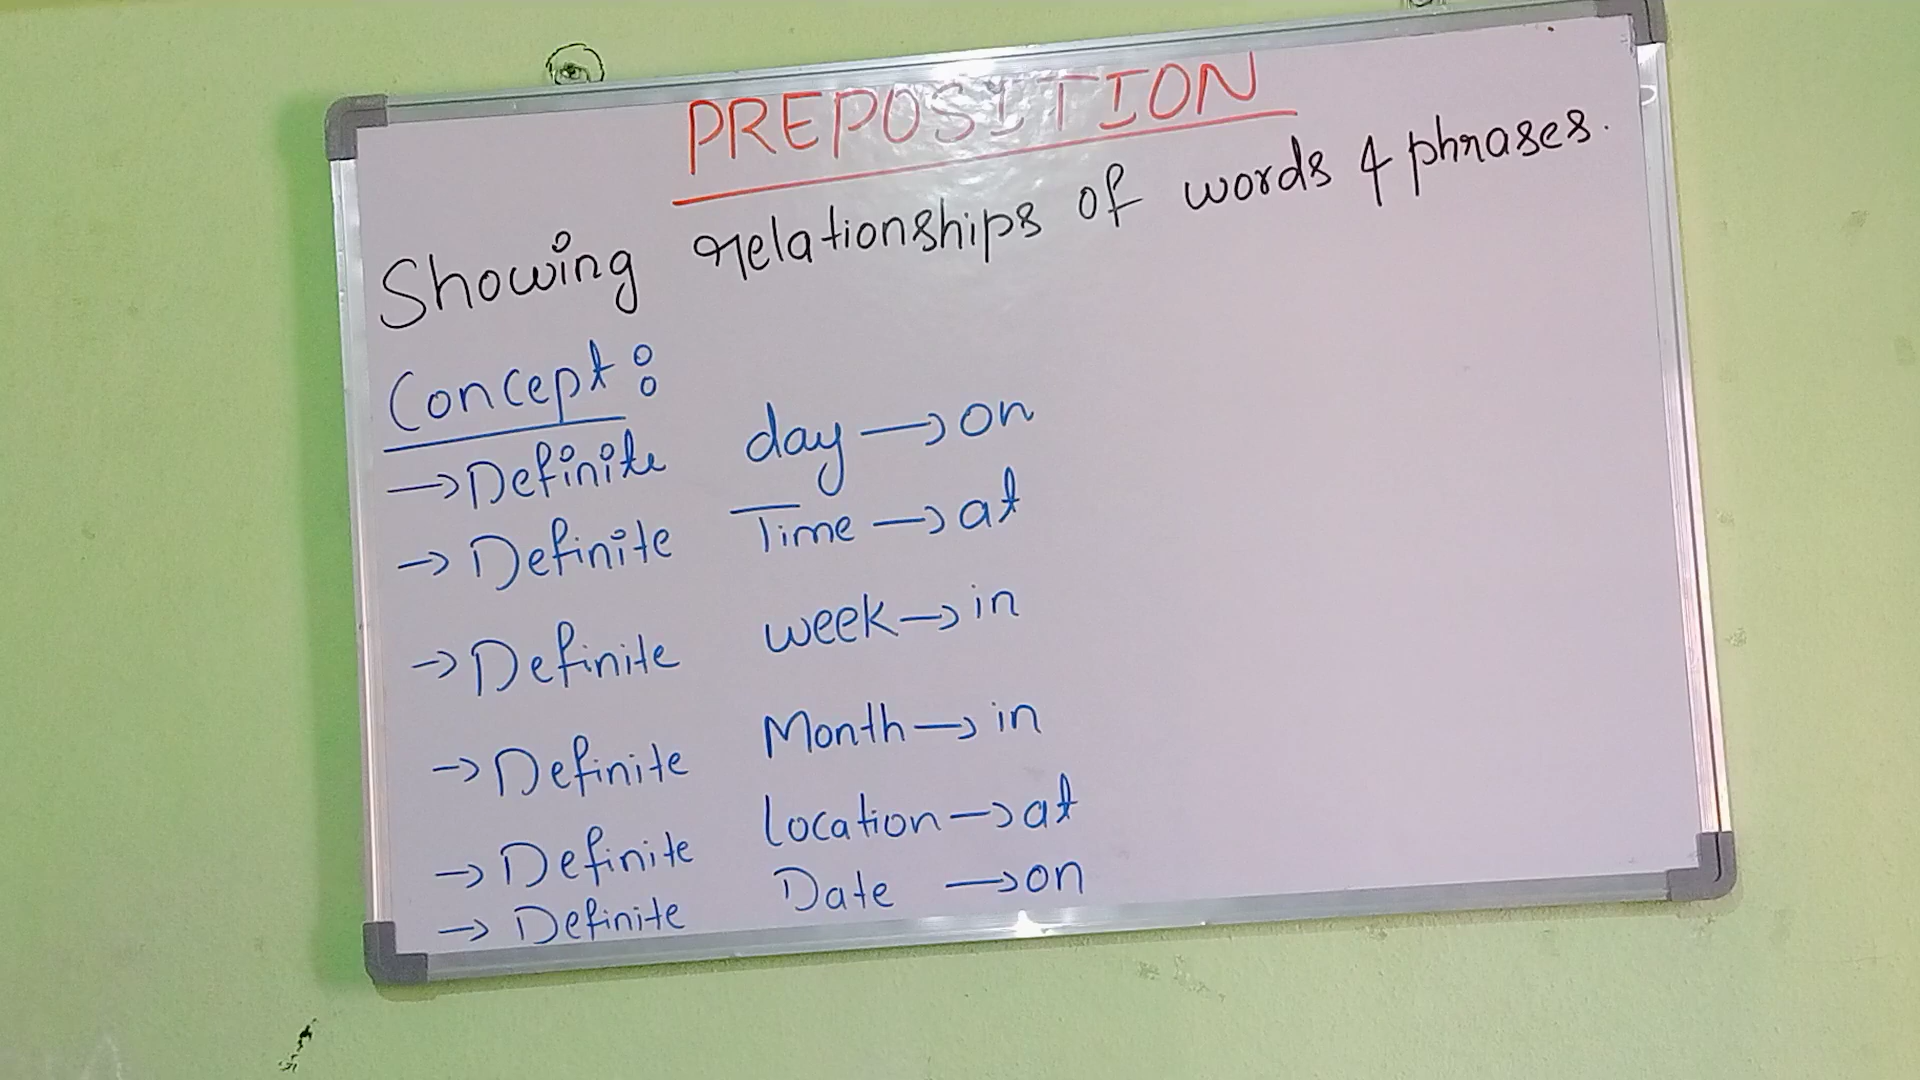 PREPOSITION
Showing relationships of words & phrases.
Concept:
→ Definite day → on
→ Definite Time → at
→ Definite week → in
→ Definite Month → in
→ Definite location → at
→ Definite Date → on